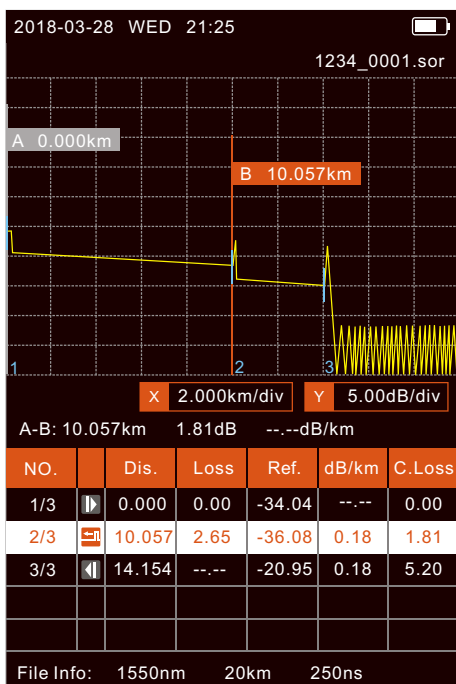 2018-03-28 WED 21:25
1234_0001.sor
A 0.000km
B 10.057km
1 2 3
X 2.000km/div Y 5.00dB/div
A-B: 10.057km 1.81dB --.--dB/km
NO. Dis. Loss Ref. dB/km C.Loss
1/3 0.000 0.00 -34.04 --.-- 0.00
2/3 10.057 2.65 -36.08 0.18 1.81
3/3 14.154 --.-- -20.95 0.18 5.20
File Info: 1550nm 20km 250ns